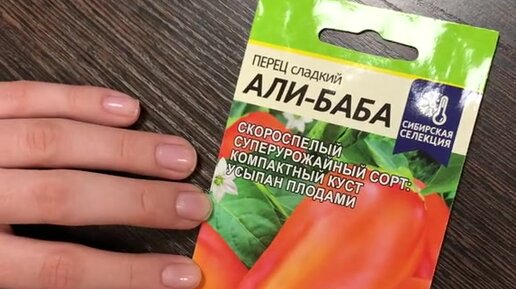 ПЕРЕЦ сладкий
АЛИ-БАБА
СИБИРСКАЯ
СЕЛЕКЦИЯ
СКОРОСПЕЛЫЙ
СУПЕРУРОЖАЙНЫЙ СОРТ:
КОМПАКТНЫЙ КУСТ
УСЫПАН ПЛОДАМИ